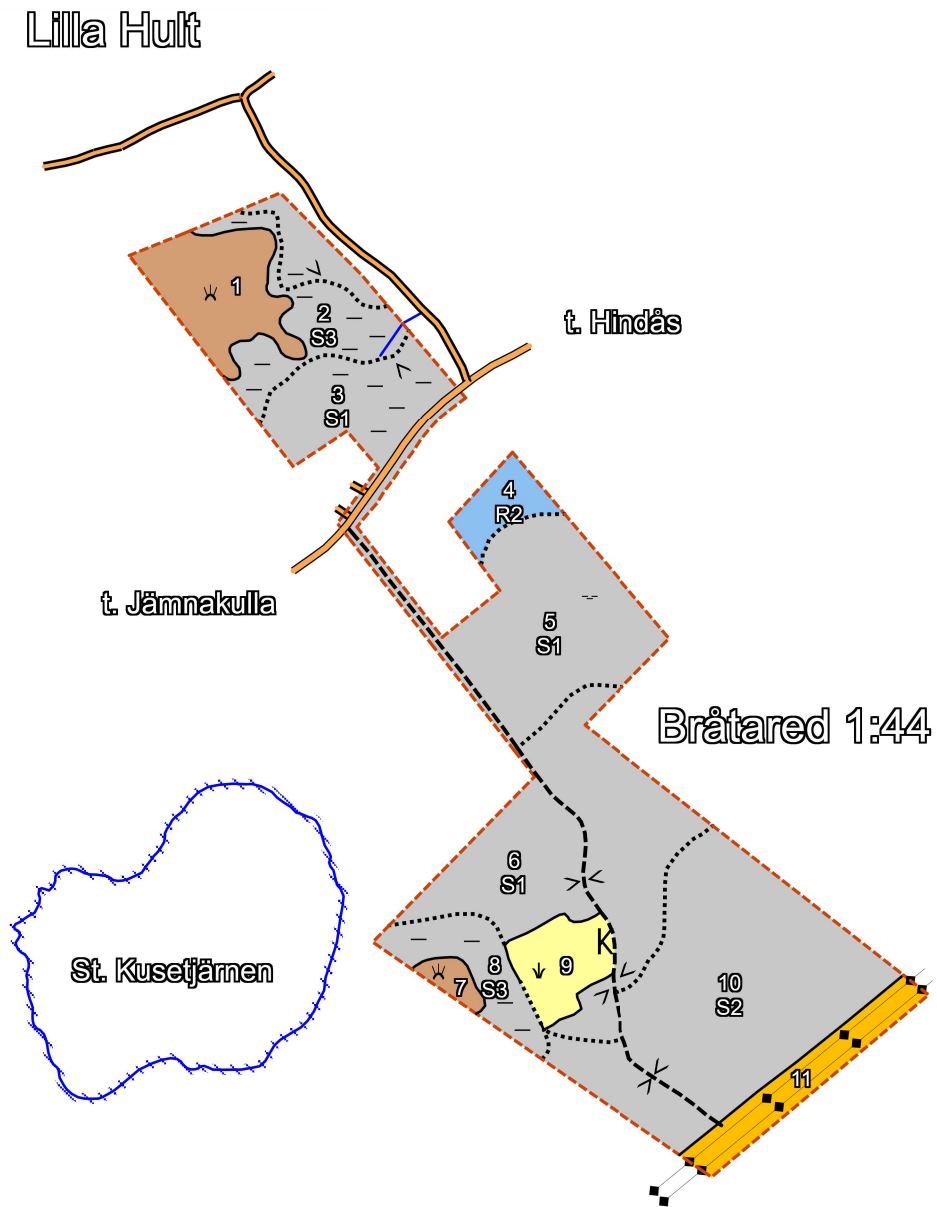 Lilla Hult
1
2
S3
t. Hindås
3
S1
4
R2
t. Jämnakulla
5
S1
Bråtared 1:44
6
S1
K
8
S3
9
7
St. Kusetjärnen
10
S2
11